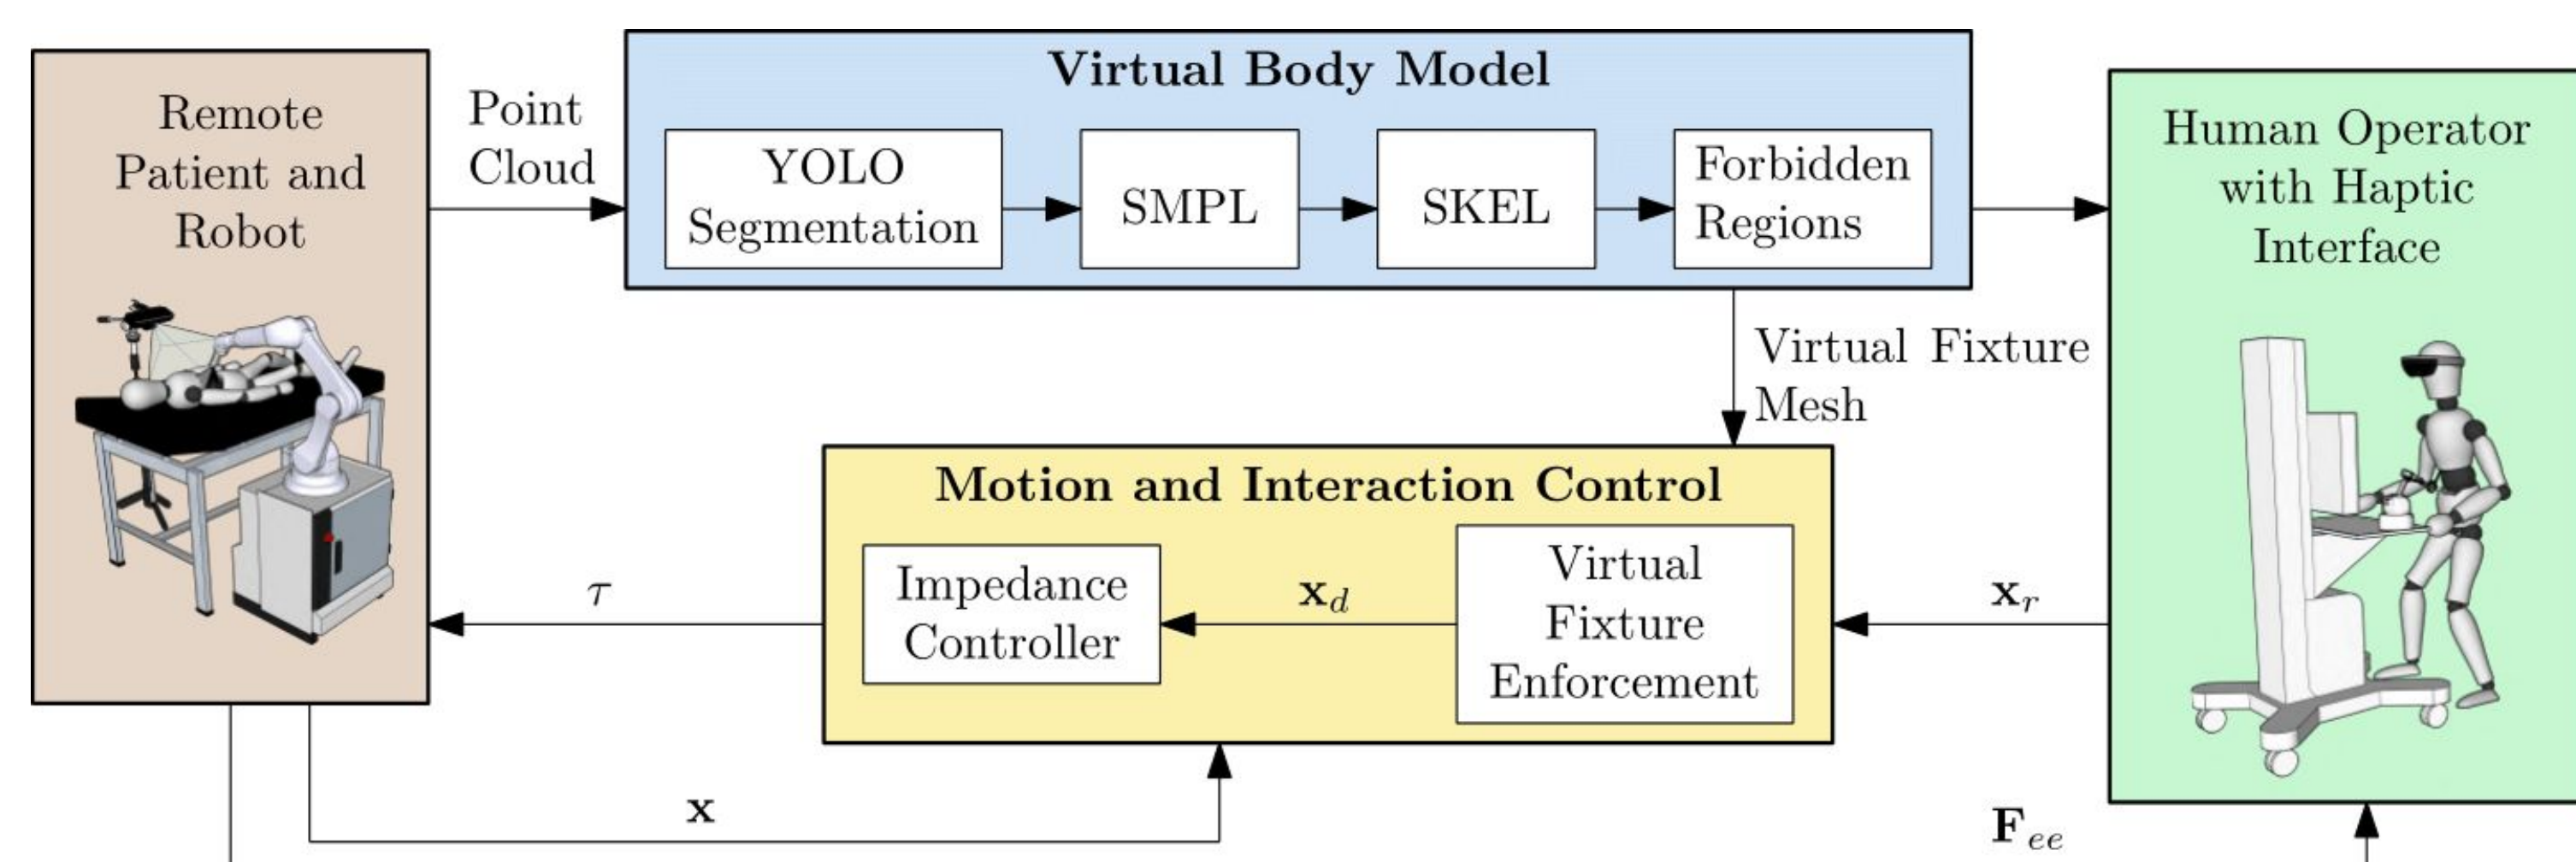 Remote
Patient and
Robot
Point
Cloud
Virtual Body Model
YOLO
Segmentation
SMPL
SKEL
Forbidden
Regions
Human Operator
with Haptic
Interface
Virtual Fixture
Mesh
Motion and Interaction Control
Impedance
Controller
x_d
Virtual
Fixture
Enforcement
τ
x_r
x
F_ee